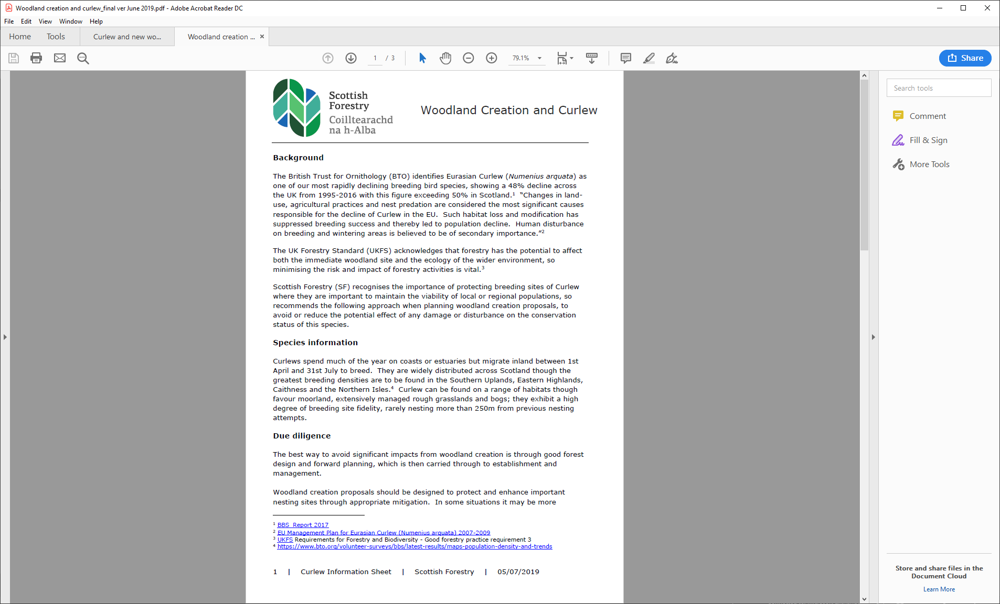 Woodland creation and curlew_final ver June 2019.pdf - Adobe Acrobat Reader DC
File Edit View Window Help
Home Tools Curlew and new wo... Woodland creation ...
1 / 3 79.1% Share
Scottish
Forestry
Coilltearachd
na h-Alba
Woodland Creation and Curlew
Background
The British Trust for Ornithology (BTO) identifies Eurasian Curlew (Numenius arquata) as
one of our most rapidly declining breeding bird species, showing a 48% decline across
the UK from 1995-2016 with this figure exceeding 50% in Scotland.¹  “Changes in land-
use, agricultural practices and nest predation are considered the most significant causes
responsible for the decline of Curlew in the EU.  Such habitat loss and modification has
suppressed breeding success and thereby led to population decline.  Human disturbance
on breeding and wintering areas is believed to be of secondary importance.”²
The UK Forestry Standard (UKFS) acknowledges that forestry has the potential to affect
both the immediate woodland site and the ecology of the wider environment, so
minimising the risk and impact of forestry activities is vital.³
Scottish Forestry (SF) recognises the importance of protecting breeding sites of Curlew
where they are important to maintain the viability of local or regional populations, so
recommends the following approach when planning woodland creation proposals, to
avoid or reduce the potential effect of any damage or disturbance on the conservation
status of this species.
Species information
Curlews spend much of the year on coasts or estuaries but migrate inland between 1st
April and 31st July to breed.  They are widely distributed across Scotland though the
greatest breeding densities are to be found in the Southern Uplands, Eastern Highlands,
Caithness and the Northern Isles.⁴  Curlew can be found on a range of habitats though
favour moorland, extensively managed rough grasslands and bogs; they exhibit a high
degree of breeding site fidelity, rarely nesting more than 250m from previous nesting
attempts.
Due diligence
The best way to avoid significant impacts from woodland creation is through good forest
design and forward planning, which is then carried through to establishment and
management.
Woodland creation proposals should be designed to protect and enhance important
nesting sites through appropriate mitigation.  In some situations it may be more
¹ BBS  Report 2017
² EU Management Plan for Eurasian Curlew (Numenius arquata) 2007-2009
³ UKFS Requirements for Forestry and Biodiversity - Good forestry practice requirement 3
⁴ https://www.bto.org/volunteer-surveys/bbs/latest-results/maps-population-density-and-trends
1 | Curlew Information Sheet | Scottish Forestry | 05/07/2019
Search tools
Comment
Fill & Sign
More Tools
Store and share files in the
Document Cloud
Learn More